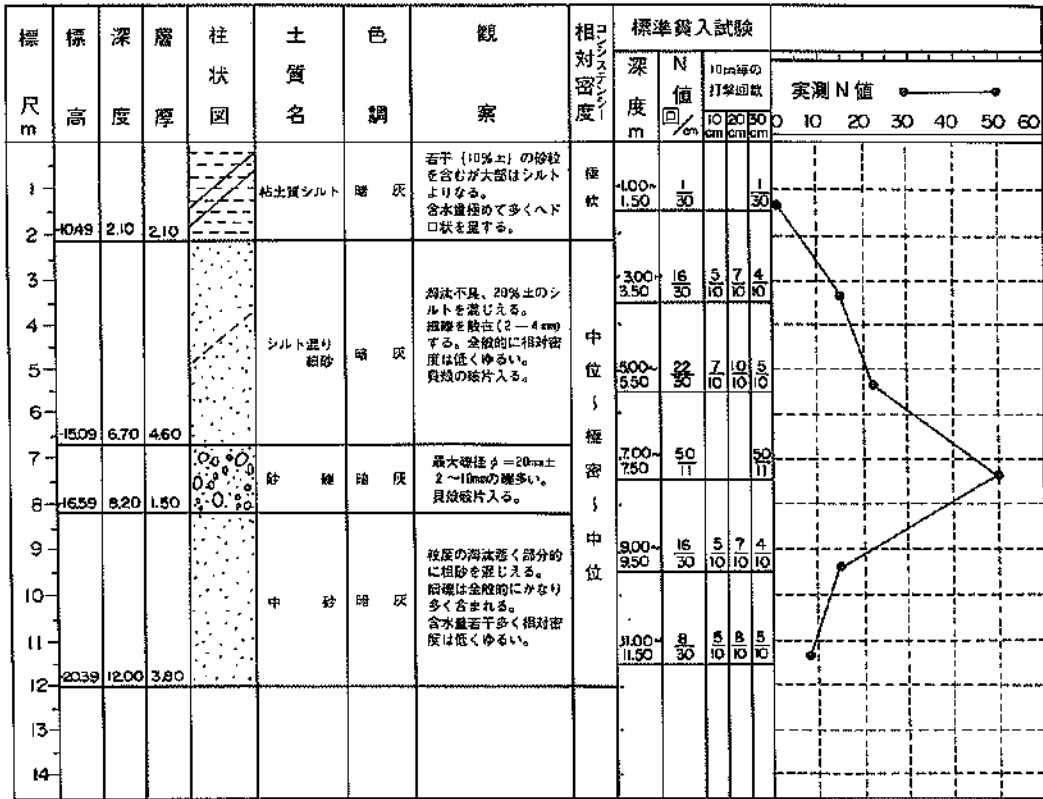 標尺m
標高
深度
層厚
柱状図
土質名
色調
観察
相対密度
コンシステンシー
標準貫入試験
深度m
N値 回/cm
10cm毎の打撃回数
10cm 20cm 30cm
実測N値
0 10 20 30 40 50 60
1
2
3
4
5
6
7
8
9
10
11
12
13
14
-10.49 2.10 2.10
粘土質シルト
暗灰
若干(10%±)の砂粒
を含むが大部はシルト
よりなる。
含水量極めて多くヘド
ロ状を呈する。
極軟
1.00~1.50 1/30 1/30
-15.09 6.70 4.60
シルト混り
細砂
暗灰
淘汰不良、20%±のシ
ルトを混じえる。
細礫を散在(2-4mm)
する。全般的に相対密
度は低くゆるい。
貝殻の破片入る。
中位~極密~中位
3.00~3.50 16/30 5/10 7/10 4/10
5.00~5.50 22/30 7/10 10/10 5/10
-16.59 8.20 1.50
砂礫
暗灰
最大礫径φ=20mm±
2~10mmの礫多い。
貝殻破片入る。
7.00~7.50 50/11 50/11
-20.39 12.00 3.80
中砂
暗灰
粒度の淘汰悪く部分的
に粗砂を混じえる。
細礫は全般的にかなり
多く含まれる。
含水量若干多く相対密
度は低くゆるい。
9.00~9.50 16/30 5/10 7/10 4/10
11.00~11.50 8/30 5/10 8/10 5/10